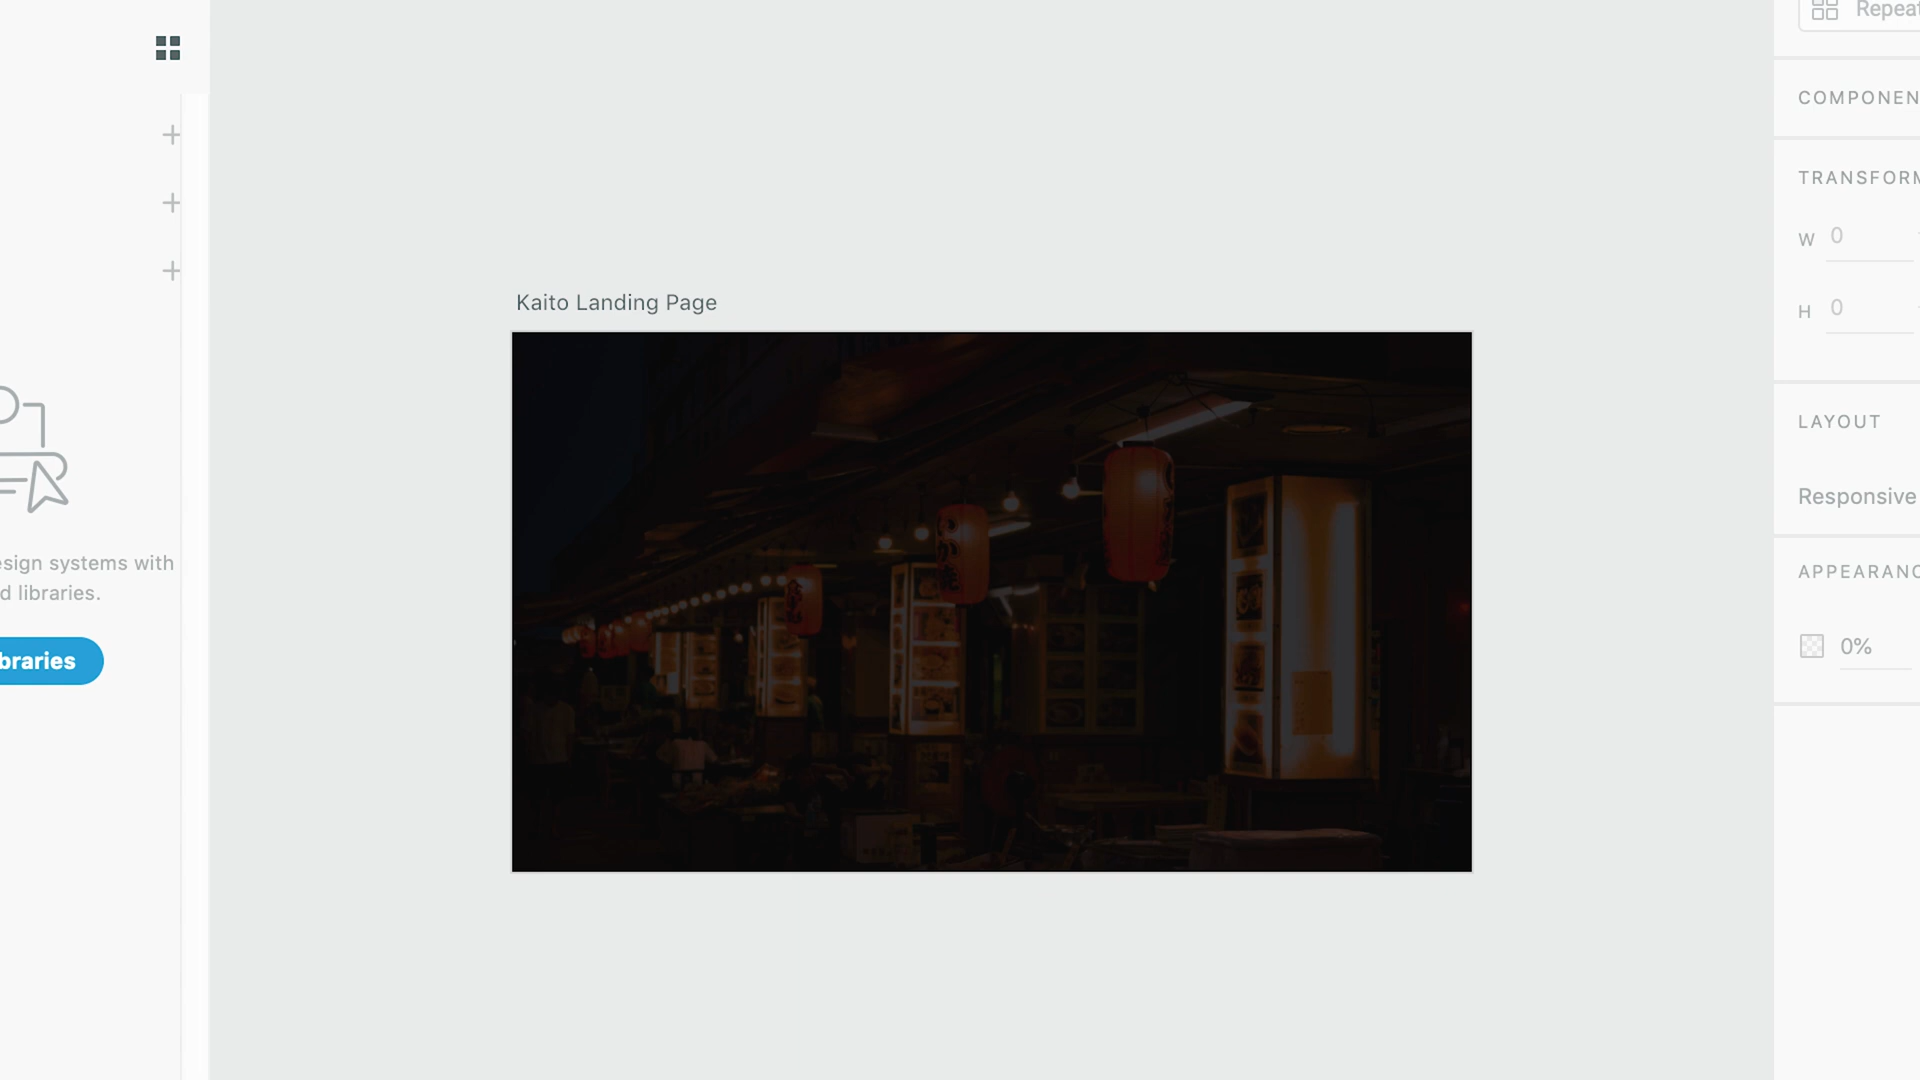 Repeat
COMPONEN
TRANSFORM
W 0
H 0
Kaito Landing Page
LAYOUT
Responsive
esign systems with
d libraries.
APPEARANC
braries
0%